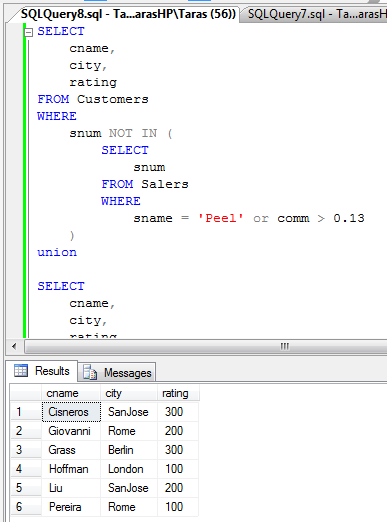 SQLQuery8.sql - Ta...arasHP\Taras (56)) SQLQuery7.sql - Ta...arasH
SELECT
cname,
city,
rating
FROM Customers
WHERE
snum NOT IN (
SELECT
snum
FROM Salers
WHERE
sname = 'Peel' or comm > 0.13
)
union
SELECT
cname,
city,
rating
Results Messages
cname city rating
1 Cisneros SanJose 300
2 Giovanni Rome 200
3 Grass Berlin 300
4 Hoffman London 100
5 Liu SanJose 200
6 Pereira Rome 100